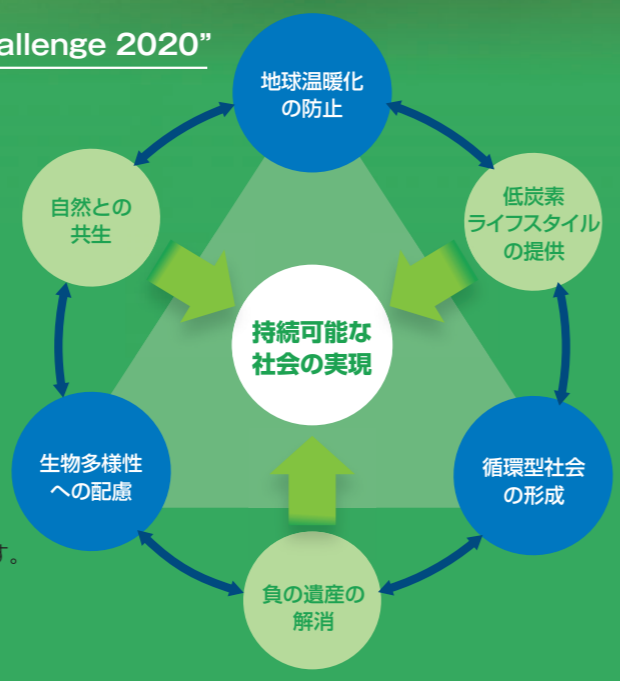 allenge 2020”
地球温暖化
の防止
自然との
共生
低炭素
ライフスタイル
の提供
持続可能な
社会の実現
生物多様性
への配慮
循環型社会
の形成
す。
負の遺産の
解消